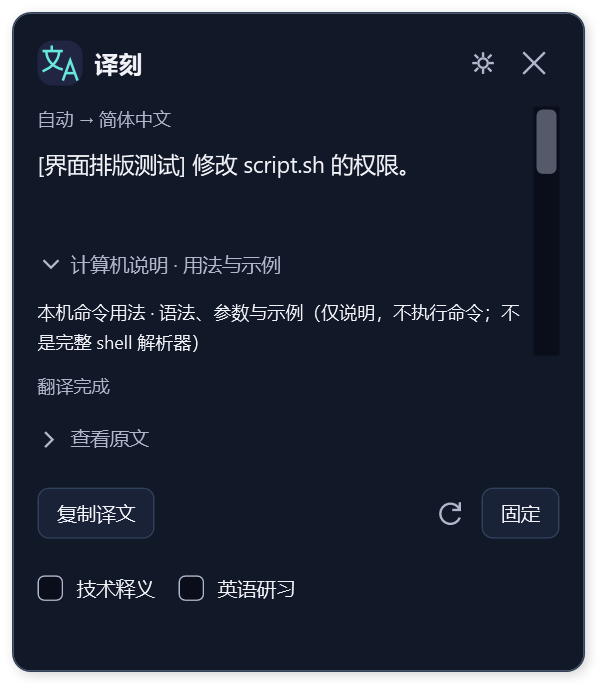 文A 译刻
自动 → 简体中文
[界面排版测试] 修改 script.sh 的权限。
计算机说明 · 用法与示例
本机命令用法 · 语法、参数与示例（仅说明，不执行命令；不
是完整 shell 解析器）
翻译完成
查看原文
复制译文 固定
技术释义 英语研习